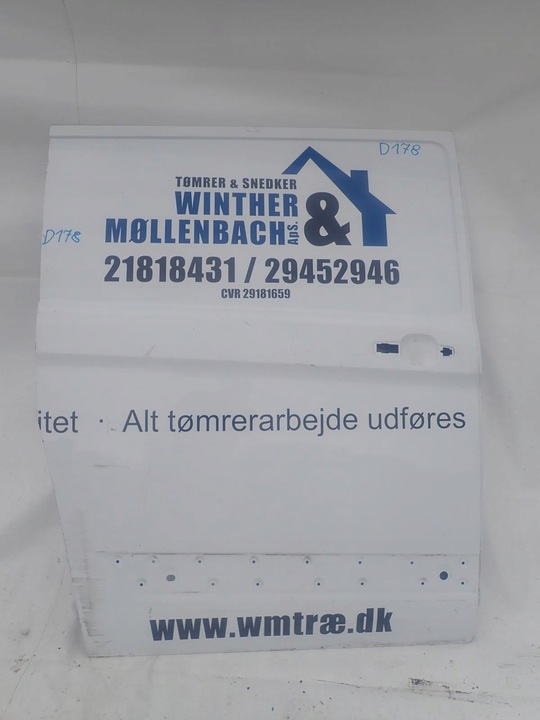 D178
TØMRER & SNEDKER
WINTHER
&
MØLLENBACH ApS.
D178
21818431 / 29452946
CVR 29181659
itet · Alt tømrerarbejde udføres
www.wmtræ.dk